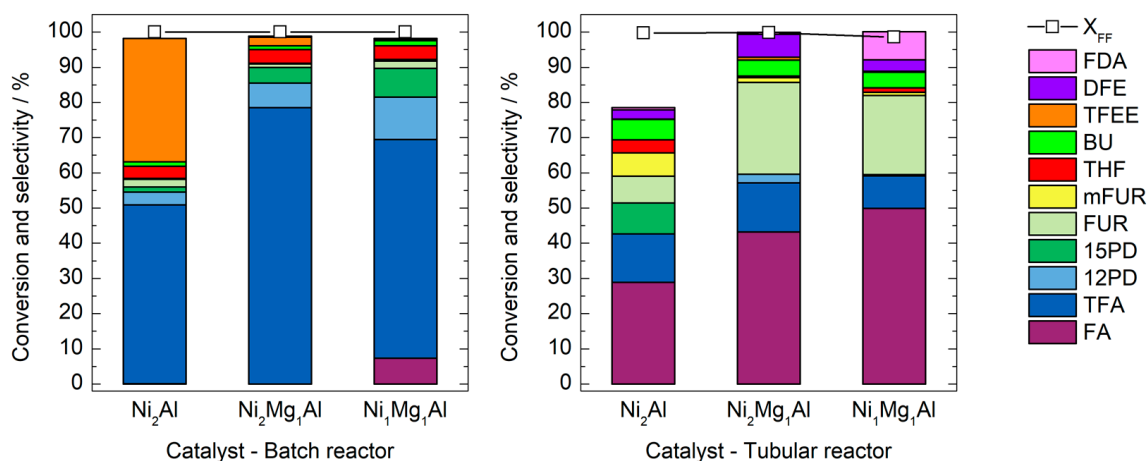 Conversion and selectivity / %
100
90
80
70
60
50
40
30
20
10
0
Ni₂Al
Ni₂Mg₁Al
Ni₁Mg₁Al
Catalyst - Batch reactor
Conversion and selectivity / %
100
90
80
70
60
50
40
30
20
10
0
Ni₂Al
Ni₂Mg₁Al
Ni₁Mg₁Al
Catalyst - Tubular reactor
X_FF
FDA
DFE
TFEE
BU
THF
mFUR
FUR
15PD
12PD
TFA
FA